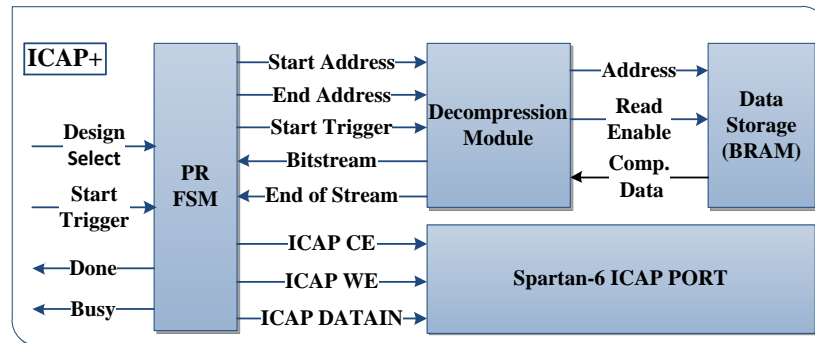 ICAP+
Design
Select
Start
Trigger
Done
Busy
PR
FSM
Start Address
End Address
Start Trigger
Bitstream
End of Stream
ICAP CE
ICAP WE
ICAP DATAIN
Decompression
Module
Address
Read
Enable
Comp.
Data
Data
Storage
(BRAM)
Spartan-6 ICAP PORT